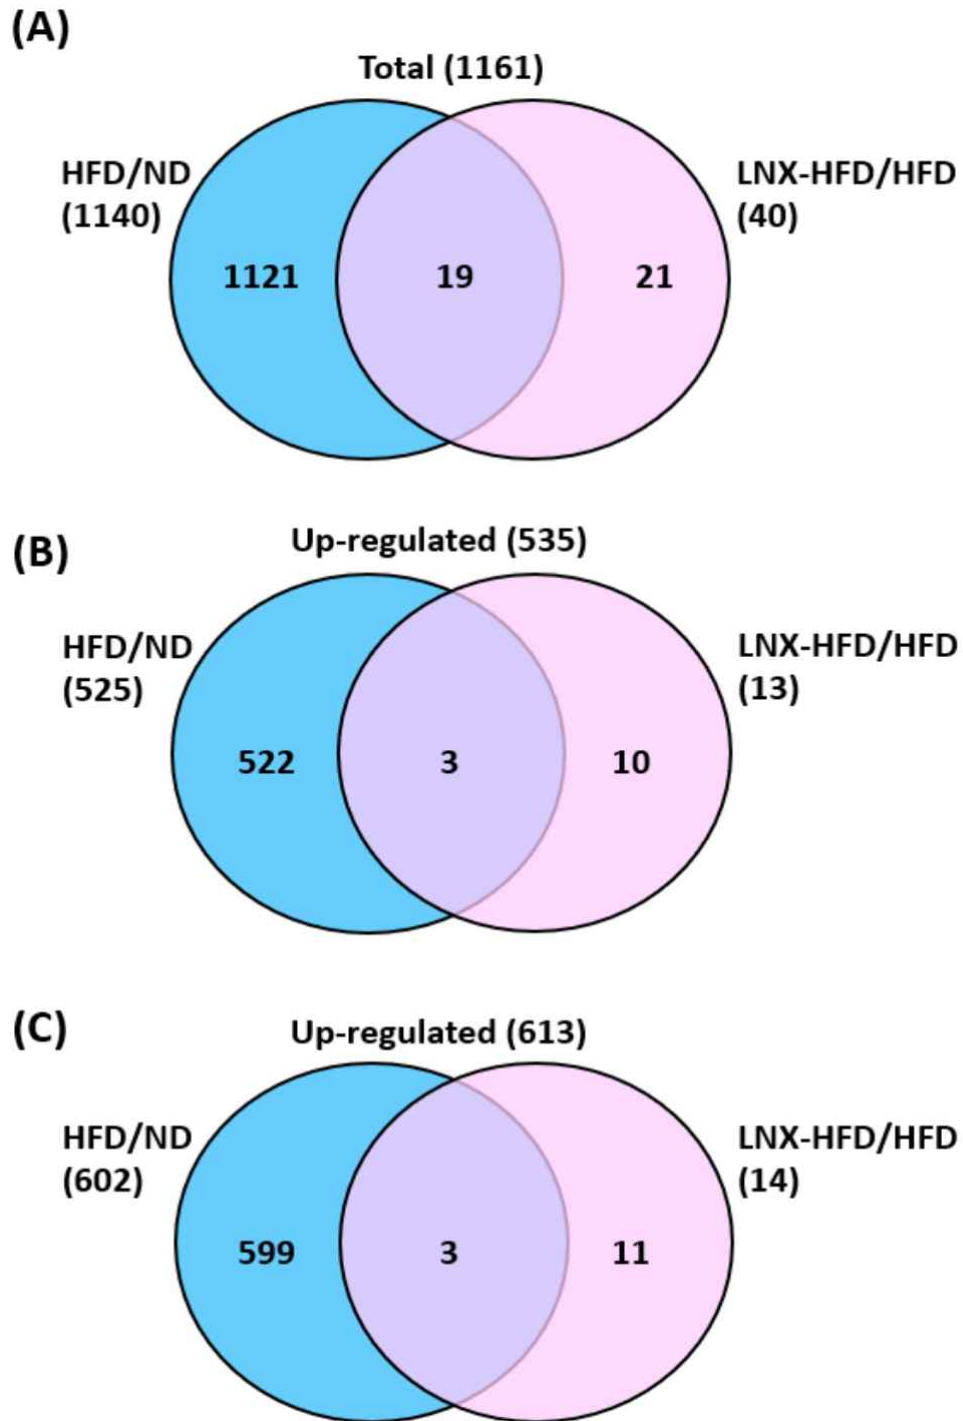 (A)
Total (1161)
HFD/ND
(1140)
LNX-HFD/HFD
(40)
1121
19
21
(B)
Up-regulated (535)
HFD/ND
(525)
LNX-HFD/HFD
(13)
522
3
10
(C)
Up-regulated (613)
HFD/ND
(602)
LNX-HFD/HFD
(14)
599
3
11